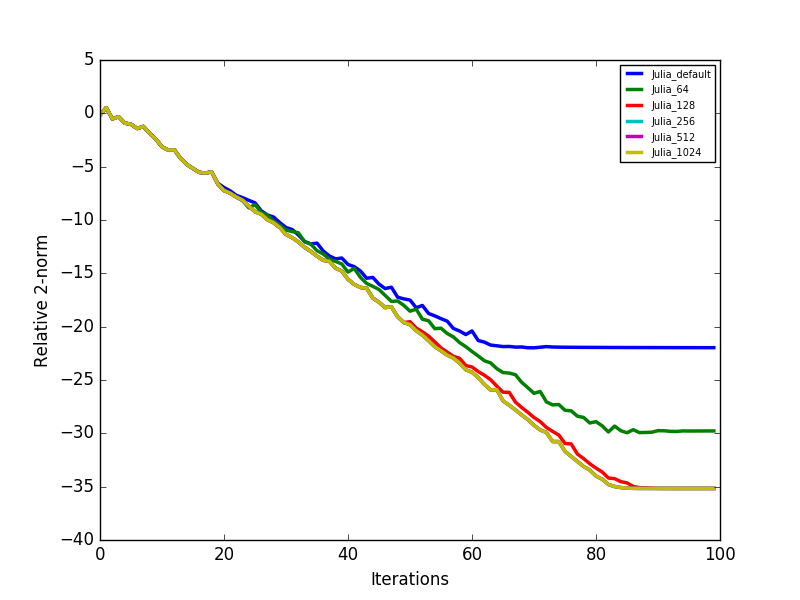 5
0
−5
−10
−15
−20
−25
−30
−35
−40
0 20 40 60 80 100
Relative 2-norm
Iterations
Julia_default
Julia_64
Julia_128
Julia_256
Julia_512
Julia_1024